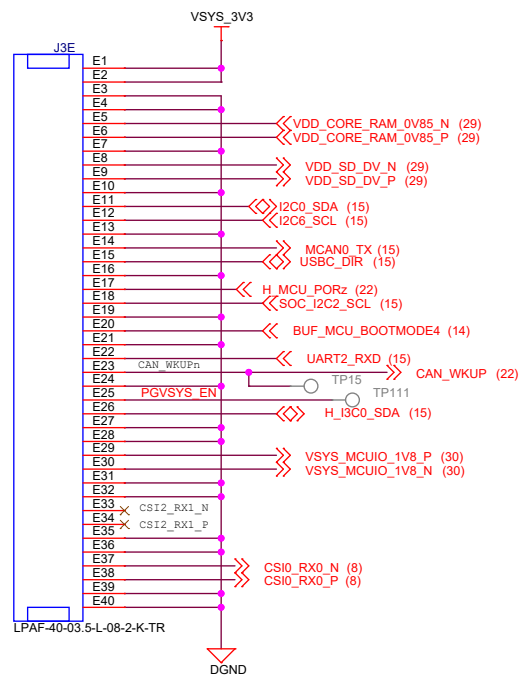 VSYS_3V3
J3E
E1
E2
E3
E4
E5 VDD_CORE_RAM_0V85_N (29)
E6 VDD_CORE_RAM_0V85_P (29)
E7
E8 VDD_SD_DV_N (29)
E9 VDD_SD_DV_P (29)
E10
E11 I2C0_SDA (15)
E12 I2C6_SCL (15)
E13
E14 MCAN0_TX (15)
E15 USBC_DIR (15)
E16
E17 H_MCU_PORz (22)
E18 SOC_I2C2_SCL (15)
E19
E20 BUF_MCU_BOOTMODE4 (14)
E21
E22 UART2_RXD (15)
E23 CAN_WKUPn CAN_WKUP (22)
E24 TP15
E25 PGVSYS_EN TP111
E26 H_I3C0_SDA (15)
E27
E28
E29 VSYS_MCUIO_1V8_P (30)
E30 VSYS_MCUIO_1V8_N (30)
E31
E32
E33 CSI2_RX1_N
E34 CSI2_RX1_P
E35
E36
E37 CSI0_RX0_N (8)
E38 CSI0_RX0_P (8)
E39
E40
LPAF-40-03.5-L-08-2-K-TR
DGND